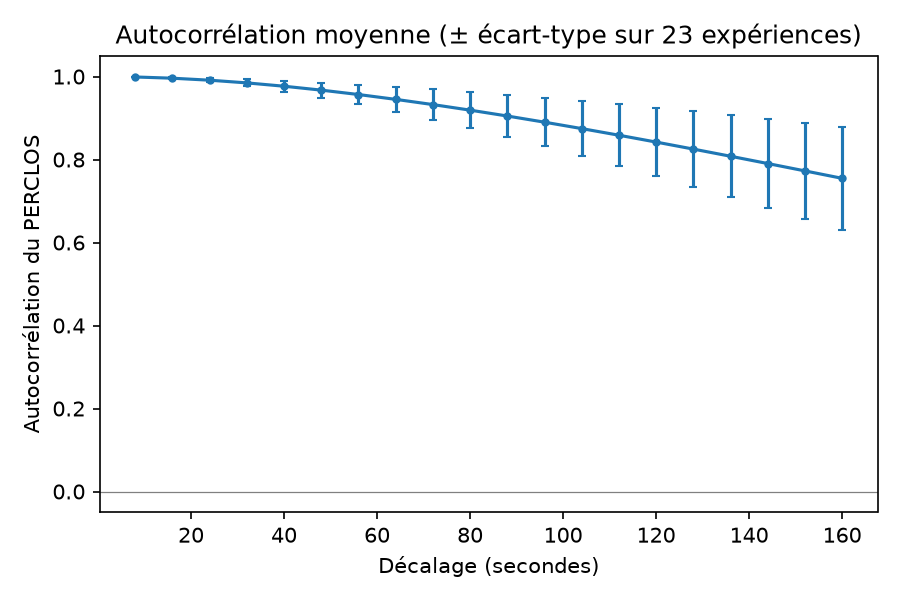 Autocorrélation moyenne (± écart-type sur 23 expériences)
Autocorrélation du PERCLOS
1.0
0.8
0.6
0.4
0.2
0.0
20 40 60 80 100 120 140 160
Décalage (secondes)